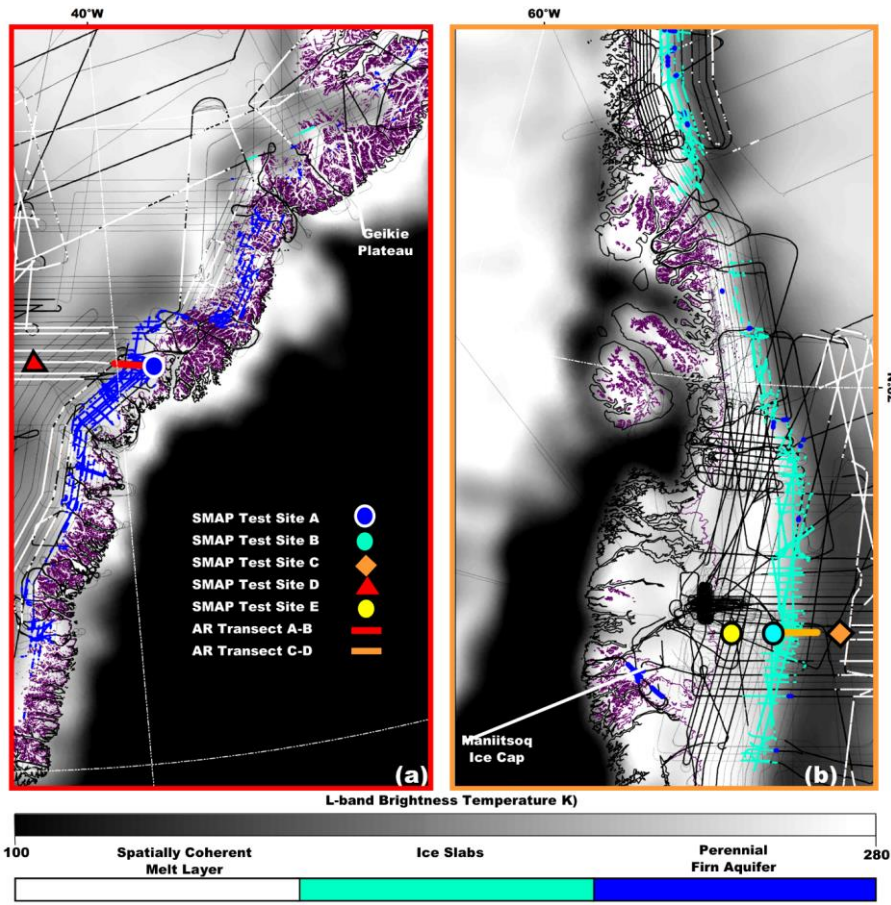 40°W
60°W
Geikie
Plateau
70°N
SMAP Test Site A
SMAP Test Site B
SMAP Test Site C
SMAP Test Site D
SMAP Test Site E
AR Transect A-B
AR Transect C-D
Maniitsoq
Ice Cap
(a)
(b)
L-band Brightness Temperature K)
100
280
Spatially Coherent
Melt Layer
Ice Slabs
Perennial
Firn Aquifer